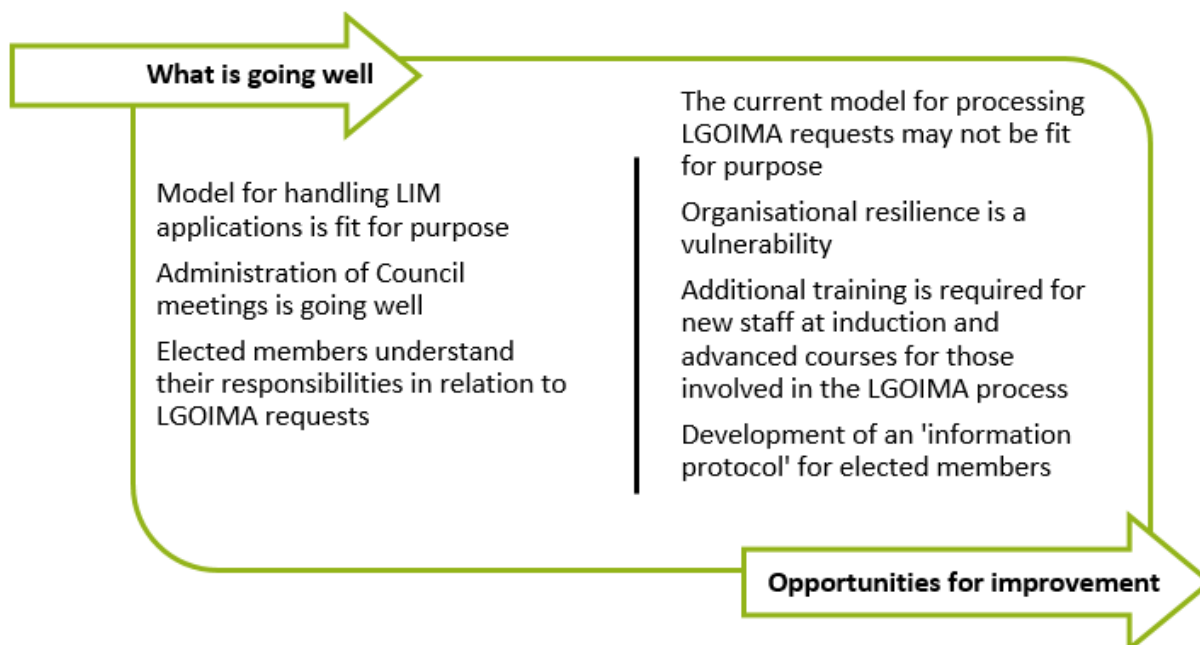 What is going well
Model for handling LIM
applications is fit for purpose
Administration of Council
meetings is going well
Elected members understand
their responsibilities in relation to
LGOIMA requests
The current model for processing
LGOIMA requests may not be fit
for purpose
Organisational resilience is a
vulnerability
Additional training is required for
new staff at induction and
advanced courses for those
involved in the LGOIMA process
Development of an 'information
protocol' for elected members
Opportunities for improvement